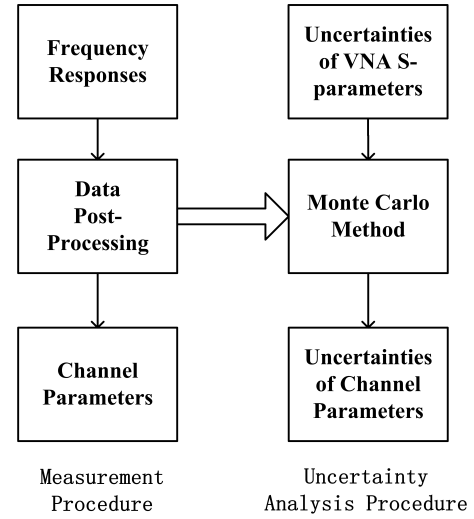 Frequency
Responses
Uncertainties
of VNA S-
parameters
Data
Post-
Processing
Monte Carlo
Method
Channel
Parameters
Uncertainties
of Channel
Parameters
Measurement
Procedure
Uncertainty
Analysis Procedure